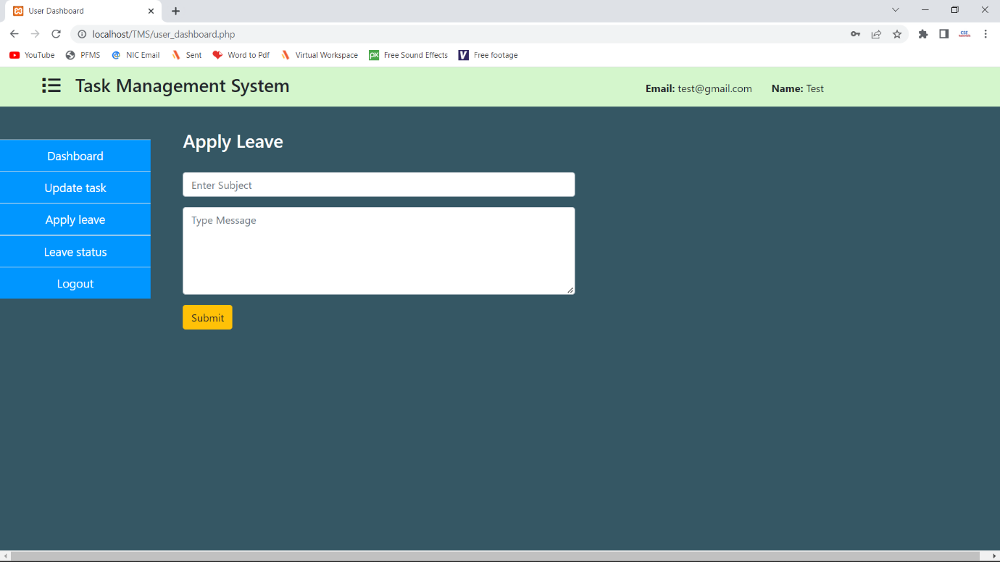 User Dashboard
localhost/TMS/user_dashboard.php
YouTube PFMS NIC Email Sent Word to Pdf Virtual Workspace Free Sound Effects Free footage
Task Management System Email: test@gmail.com Name: Test
Apply Leave
Dashboard
Update task
Apply leave
Leave status
Logout
Enter Subject
Type Message
Submit